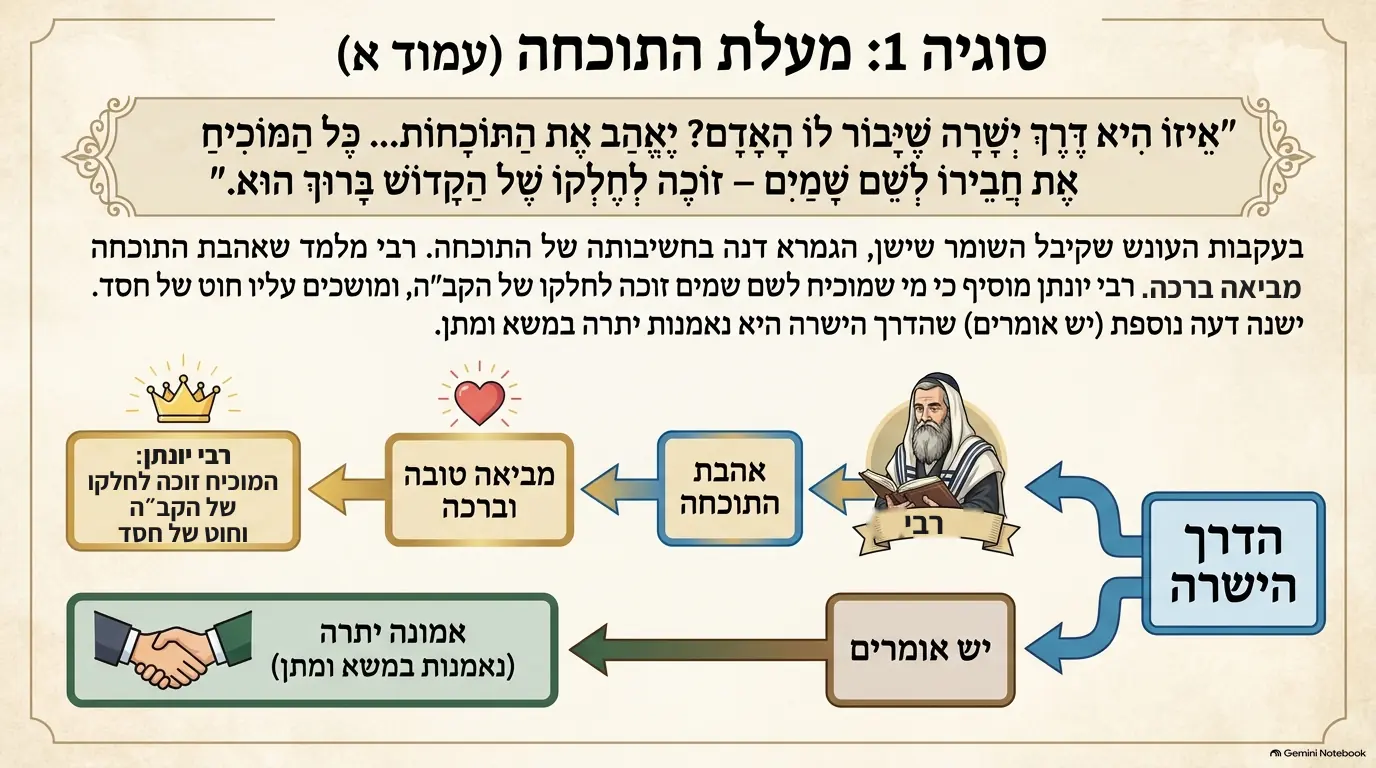 סוגיה 1: מעלת התוכחה (עמוד א)
"אֵיזוֹ הִיא דֶּרֶךְ יְשָׁרָה שֶׁיָּבוֹר לוֹ הָאָדָם? יֶאֱהַב אֶת הַתּוֹכָחוֹת... כׇּל הַמּוֹכִיחַ
אֶת חֲבֵירוֹ לְשֵׁם שָׁמַיִם – זוֹכֶה לְחֶלְקוֹ שֶׁל הַקָּדוֹשׁ בָּרוּךְ הוּא."
בעקבות העונש שקיבל השומר שישן, הגמרא דנה בחשיבותה של התוכחה. רבי מלמד שאהבת התוכחה
מביאה ברכה. רבי יונתן מוסיף כי מי שמוכיח לשם שמים זוכה לחלקו של הקב"ה, ומושכים עליו חוט של חסד.
ישנה דעה נוספת (יש אומרים) שהדרך הישרה היא נאמנות יתרה במשא ומתן.
הדרך
הישרה
רבי
אהבת
התוכחה
מביאה טובה
וברכה
רבי יונתן:
המוכיח זוכה לחלקו
של הקב"ה
וחוט של חסד
יש אומרים
אמונה יתרה
(נאמנות במשא ומתן)
Gemini Notebook